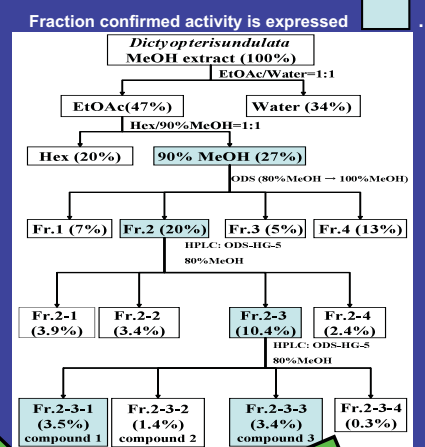 Fraction confirmed activity is expressed .
Dictyopterisundulata
MeOH extract (100%)
EtOAc/Water=1:1
EtOAc(47%) Water (34%)
Hex/90%MeOH=1:1
Hex (20%) 90% MeOH (27%)
ODS (80%MeOH → 100%MeOH)
Fr.1 (7%) Fr.2 (20%) Fr.3 (5%) Fr.4 (13%)
HPLC: ODS-HG-5
80%MeOH
Fr.2-1 Fr.2-2 Fr.2-3 Fr.2-4
(3.9%) (3.4%) (10.4%) (2.4%)
HPLC: ODS-HG-5
80%MeOH
Fr.2-3-1 Fr.2-3-2 Fr.2-3-3 Fr.2-3-4
(3.5%) (1.4%) (3.4%) (0.3%)
compound 1 compound 2 compound 3